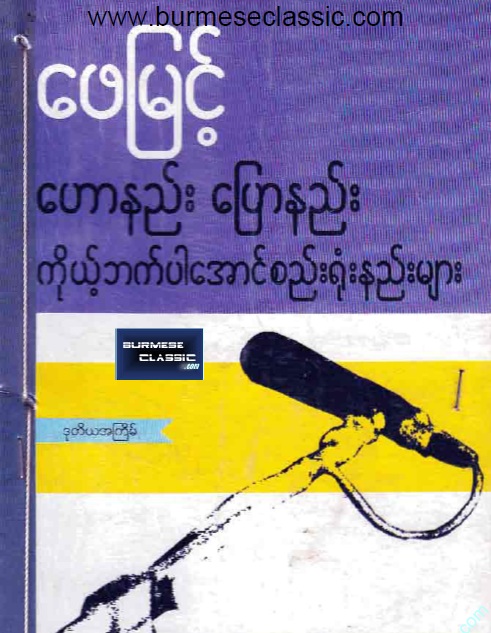 www.burmeseclassic.com
ဖေမြင့်
ဟောနည်း ပြောနည်း
ကိုယ့်ဘက်ပါအောင်စည်းရုံးနည်းများ
BURMESE
CLASSIC
.com
ဒုတိယအကြိမ်